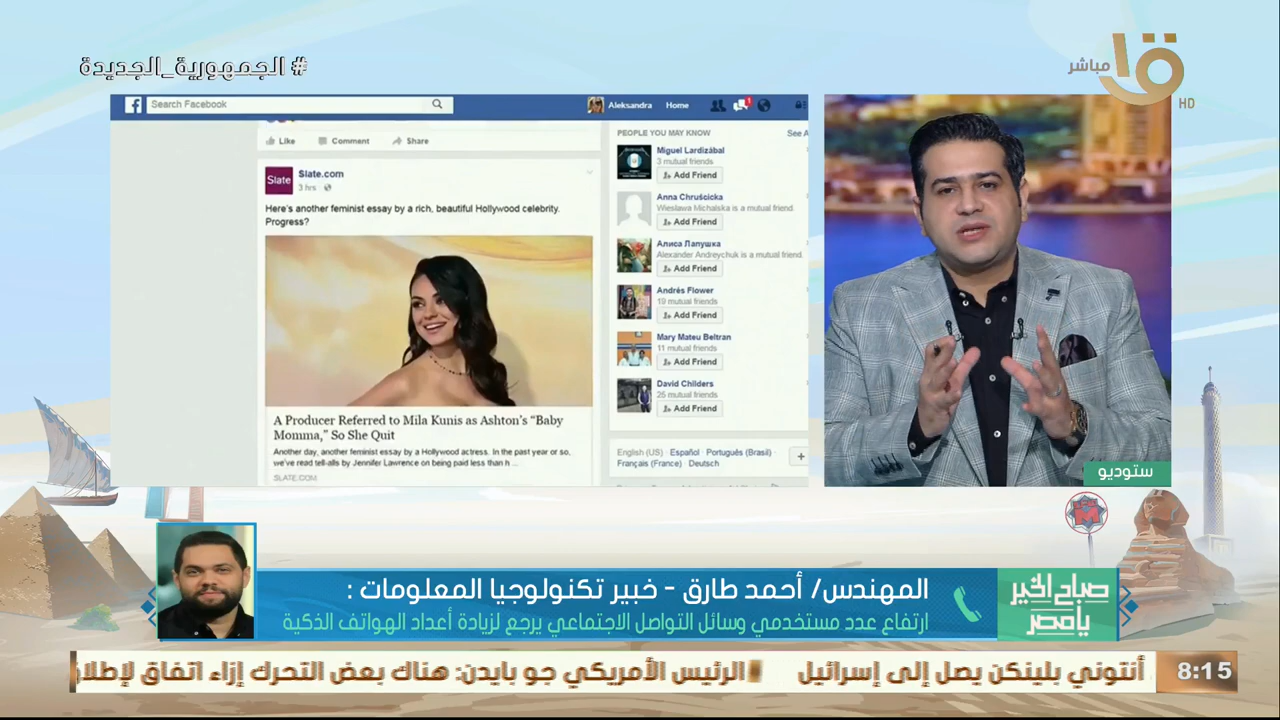 # الجمهورية_الجديدة
مباشر
HD
Search Facebook
Aleksandra Home
1
Like Comment Share
Slate
Slate.com
3 hrs
Here's another feminist essay by a rich, beautiful Hollywood celebrity.
Progress?
A Producer Referred to Mila Kunis as Ashton's "Baby
Momma," So She Quit
Another day, another feminist essay by a Hollywood actress. In the past year or so,
we've read tell-alls by Jennifer Lawrence on being paid less than h ...
SLATE.COM
PEOPLE YOU MAY KNOW See A
Miguel Lardizábal
3 mutual friends
Add Friend
Anna Chruścicka
Wiesława Michalska is a mutual friend.
Add Friend
Алиса Лапушка
Alexander Andreychuk is a mutual friend.
Add Friend
Andrés Flower
19 mutual friends
Add Friend
Mary Mateu Beltran
11 mutual friends
Add Friend
David Childers
25 mutual friends
Add Friend
English (US) · Español · Português (Brasil) ·
Français (France) · Deutsch
ستوديو
صباح الخير
يا مصر
المهندس/ أحمد طارق - خبير تكنولوجيا المعلومات :
ارتفاع عدد مستخدمي وسائل التواصل الاجتماعي يرجع لزيادة أعداد الهواتف الذكية
8:15
أنتوني بلينكن يصل إلى إسرائيل
الرئيس الأمريكي جو بايدن: هناك بعض التحرك إزاء اتفاق لإطلا